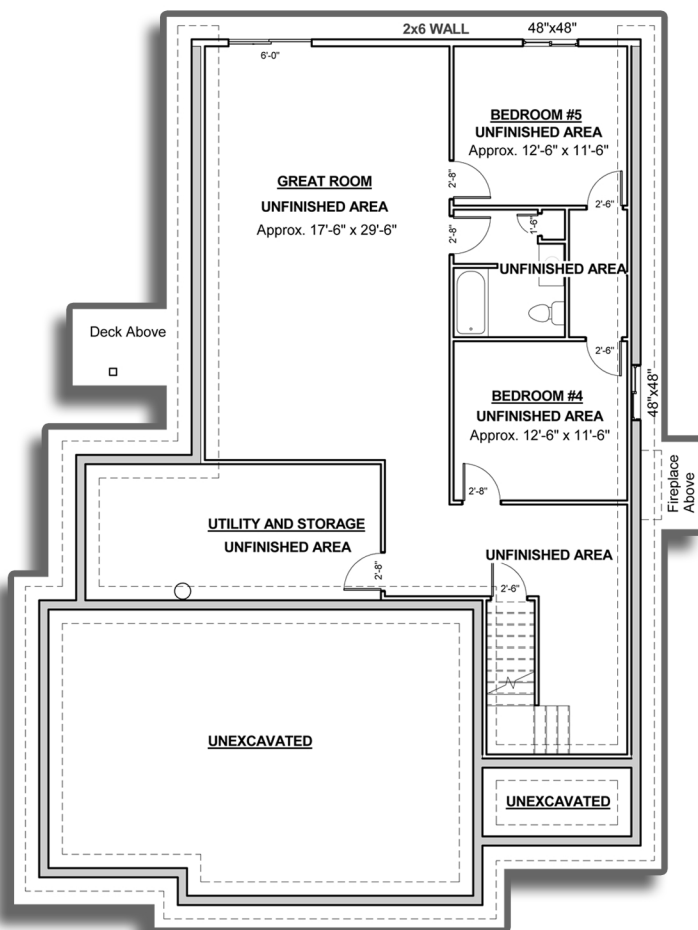 2x6 WALL
48"x48"
6'-0"
BEDROOM #5
UNFINISHED AREA
Approx. 12'-6" x 11'-6"
GREAT ROOM
UNFINISHED AREA
Approx. 17'-6" x 29'-6"
2'-8"
2'-6"
2'-8"
1'-6"
UNFINISHED AREA
Deck Above
2'-6"
48"x48"
BEDROOM #4
UNFINISHED AREA
Approx. 12'-6" x 11'-6"
Fireplace
Above
2'-8"
UTILITY AND STORAGE
UNFINISHED AREA
2'-8"
UNFINISHED AREA
2'-6"
UNEXCAVATED
UNEXCAVATED